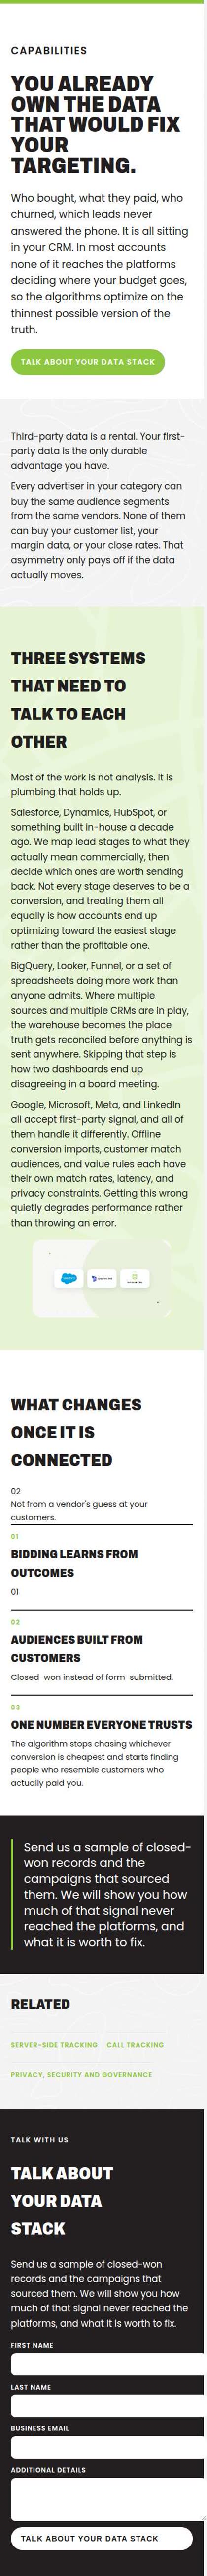 CAPABILITIES
YOU ALREADY
OWN THE DATA
THAT WOULD FIX
YOUR
TARGETING.
Who bought, what they paid, who
churned, which leads never
answered the phone. It is all sitting
in your CRM. In most accounts
none of it reaches the platforms
deciding where your budget goes,
so the algorithms optimize on the
thinnest possible version of the
truth.
TALK ABOUT YOUR DATA STACK
Third-party data is a rental. Your first-
party data is the only durable
advantage you have.
Every advertiser in your category can
buy the same audience segments
from the same vendors. None of them
can buy your customer list, your
margin data, or your close rates. That
asymmetry only pays off if the data
actually moves.
THREE SYSTEMS
THAT NEED TO
TALK TO EACH
OTHER
Most of the work is not analysis. It is
plumbing that holds up.
Salesforce, Dynamics, HubSpot, or
something built in-house a decade
ago. We map lead stages to what they
actually mean commercially, then
decide which ones are worth sending
back. Not every stage deserves to be a
conversion, and treating them all
equally is how accounts end up
optimizing toward the easiest stage
rather than the profitable one.
BigQuery, Looker, Funnel, or a set of
spreadsheets doing more work than
anyone admits. Where multiple
sources and multiple CRMs are in play,
the warehouse becomes the place
truth gets reconciled before anything is
sent anywhere. Skipping that step is
how two dashboards end up
disagreeing in a board meeting.
Google, Microsoft, Meta, and LinkedIn
all accept first-party signal, and all of
them handle it differently. Offline
conversion imports, customer match
audiences, and value rules each have
their own match rates, latency, and
privacy constraints. Getting this wrong
quietly degrades performance rather
than throwing an error.
WHAT CHANGES
ONCE IT IS
CONNECTED
02
Not from a vendor's guess at your
customers.
01
BIDDING LEARNS FROM
OUTCOMES
01
02
AUDIENCES BUILT FROM
CUSTOMERS
Closed-won instead of form-submitted.
03
ONE NUMBER EVERYONE TRUSTS
The algorithm stops chasing whichever
conversion is cheapest and starts finding
people who resemble customers who
actually paid you.
Send us a sample of closed-
won records and the
campaigns that sourced
them. We will show you how
much of that signal never
reached the platforms, and
what it is worth to fix.
RELATED
SERVER-SIDE TRACKING CALL TRACKING
PRIVACY, SECURITY AND GOVERNANCE
TALK WITH US
TALK ABOUT
YOUR DATA
STACK
Send us a sample of closed-won
records and the campaigns that
sourced them. We will show you how
much of that signal never reached the
platforms, and what it is worth to fix.
FIRST NAME
LAST NAME
BUSINESS EMAIL
ADDITIONAL DETAILS
TALK ABOUT YOUR DATA STACK